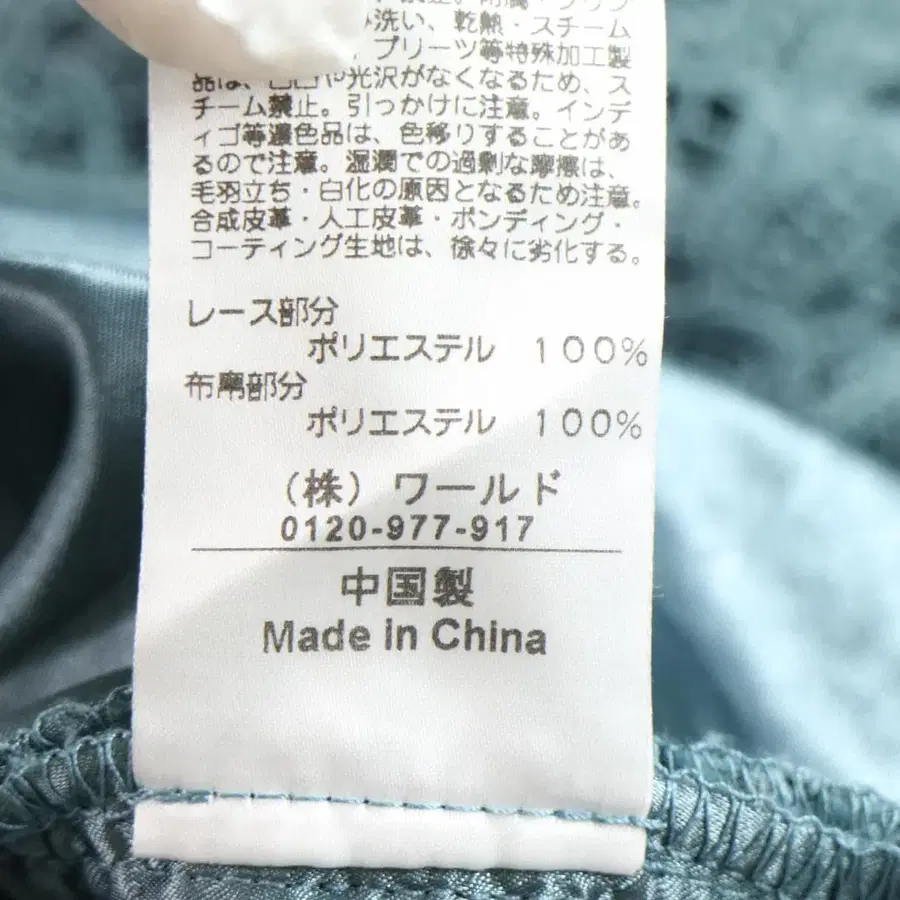 み洗い、乾熱・スチーム
プリーツ等特殊加工製
品は、凹凸や光沢がなくなるため、ス
チーム禁止。引っかけに注意。インデ
ィゴ等濃色品は、色移りすることがあ
るので注意。湿潤での過剰な摩擦は、
毛羽立ち・白化の原因となるため注意。
合成皮革・人工皮革・ボンディング・
コーティング生地は、徐々に劣化する。
レース部分
ポリエステル 100%
布帛部分
ポリエステル 100%
(株)ワールド
0120-977-917
中国製
Made in China